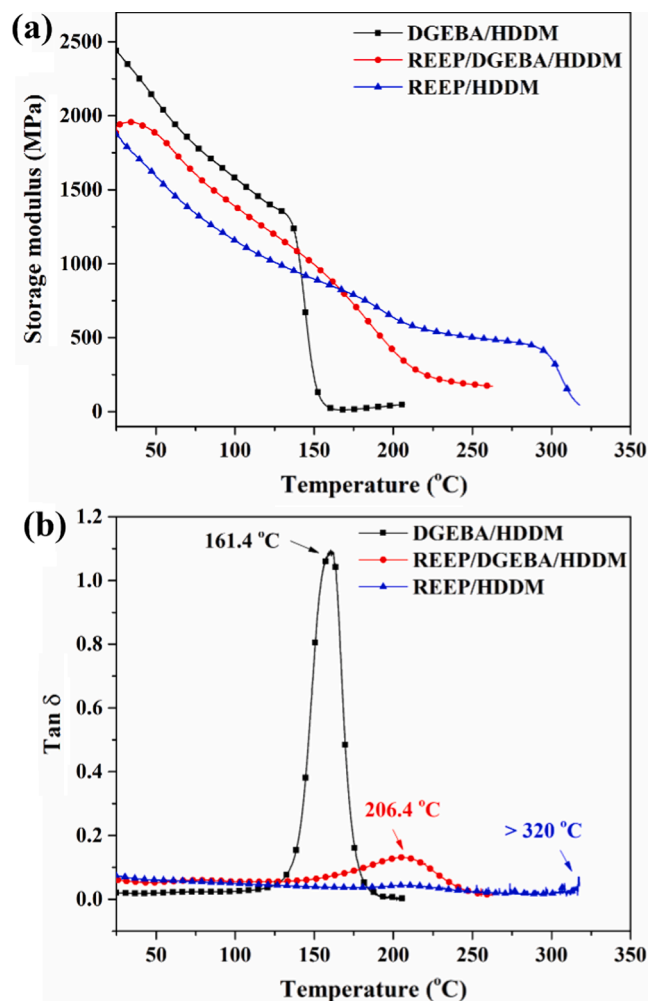 (a)
DGEBA/HDDM
REEP/DGEBA/HDDM
REEP/HDDM
Storage modulus (MPa)
2500
2000
1500
1000
500
0
50 100 150 200 250 300 350
Temperature (°C)
(b)
DGEBA/HDDM
REEP/DGEBA/HDDM
REEP/HDDM
161.4 °C
206.4 °C
> 320 °C
Tan δ
1.2
1.0
0.8
0.6
0.4
0.2
0.0
50 100 150 200 250 300 350
Temperature (°C)